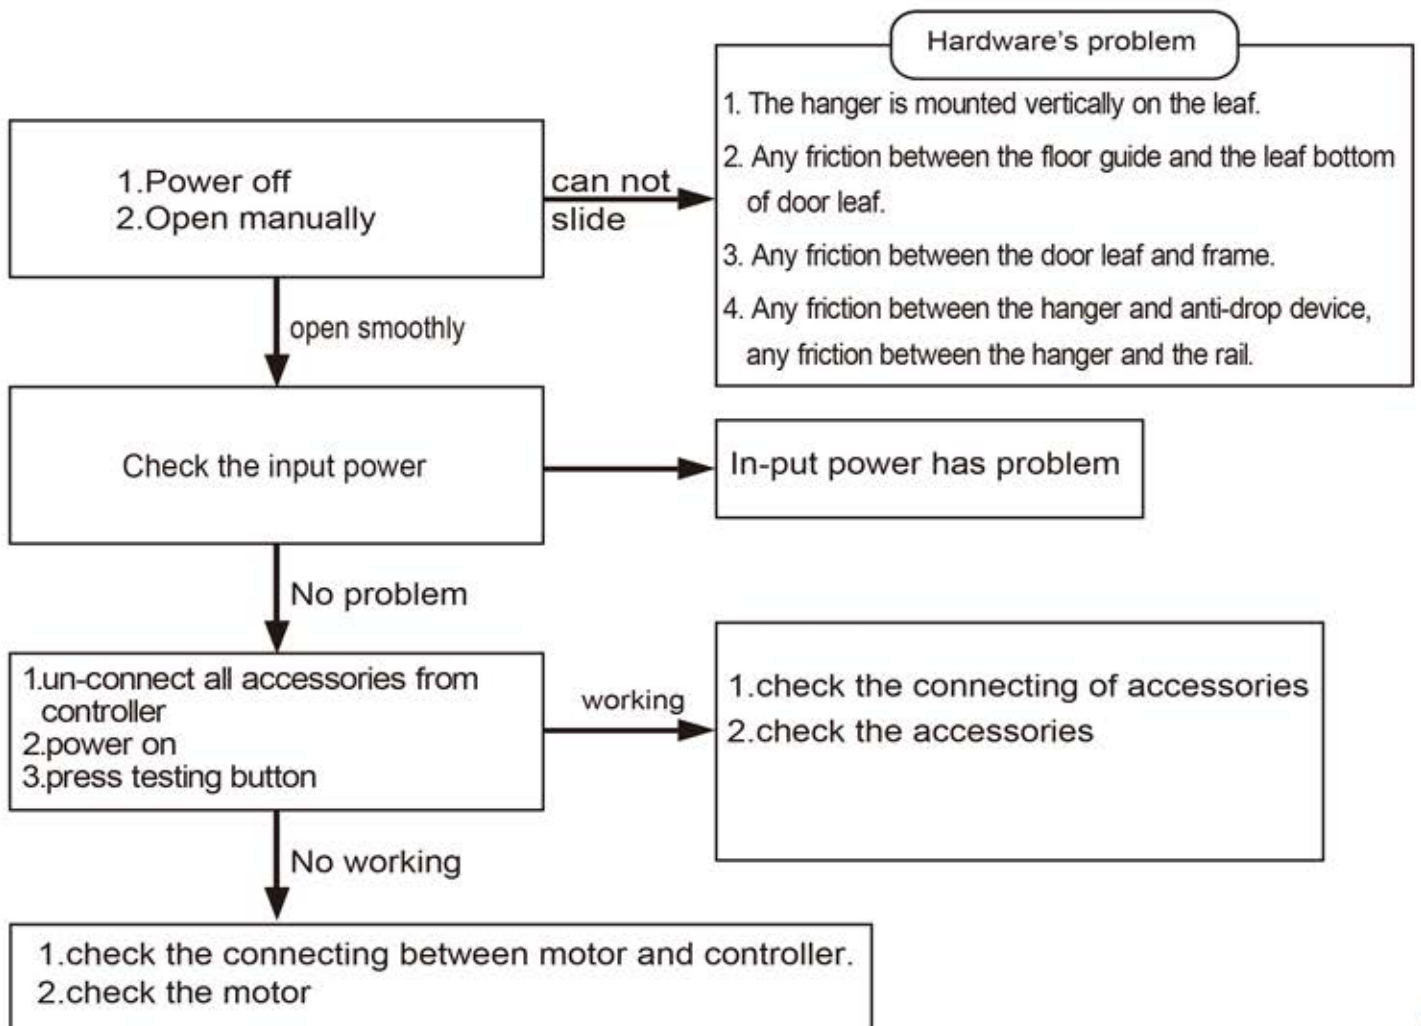 Hardware's problem
1. The hanger is mounted vertically on the leaf.
2. Any friction between the floor guide and the leaf bottom
of door leaf.
3. Any friction between the door leaf and frame.
4. Any friction between the hanger and anti-drop device,
any friction between the hanger and the rail.
1.Power off
2.Open manually
can not
slide
open smoothly
Check the input power
In-put power has problem
No problem
1.un-connect all accessories from
controller
2.power on
3.press testing button
working
1.check the connecting of accessories
2.check the accessories
No working
1.check the connecting between motor and controller.
2.check the motor